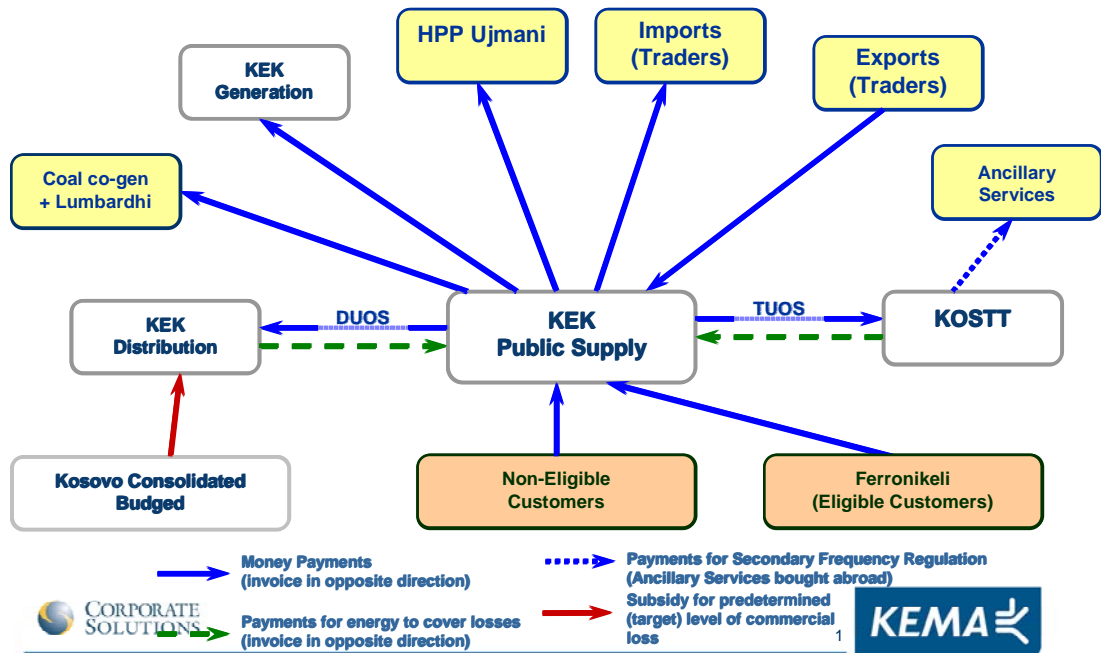 HPP Ujmani
Imports
(Traders)
Exports
(Traders)
KEK
Generation
Coal co-gen
+ Lumbardhi
Ancillary
Services
KEK
Distribution
DUOS
KEK
Public Supply
TUOS
KOSTT
Kosovo Consolidated
Budged
Non-Eligible
Customers
Ferronikeli
(Eligible Customers)
Money Payments
(invoice in opposite direction)
Payments for Secondary Frequency Regulation
(Ancillary Services bought abroad)
Payments for energy to cover losses
(invoice in opposite direction)
Subsidy for predetermined
(target) level of commercial
loss
CORPORATE
SOLUTIONS
1
KEMA